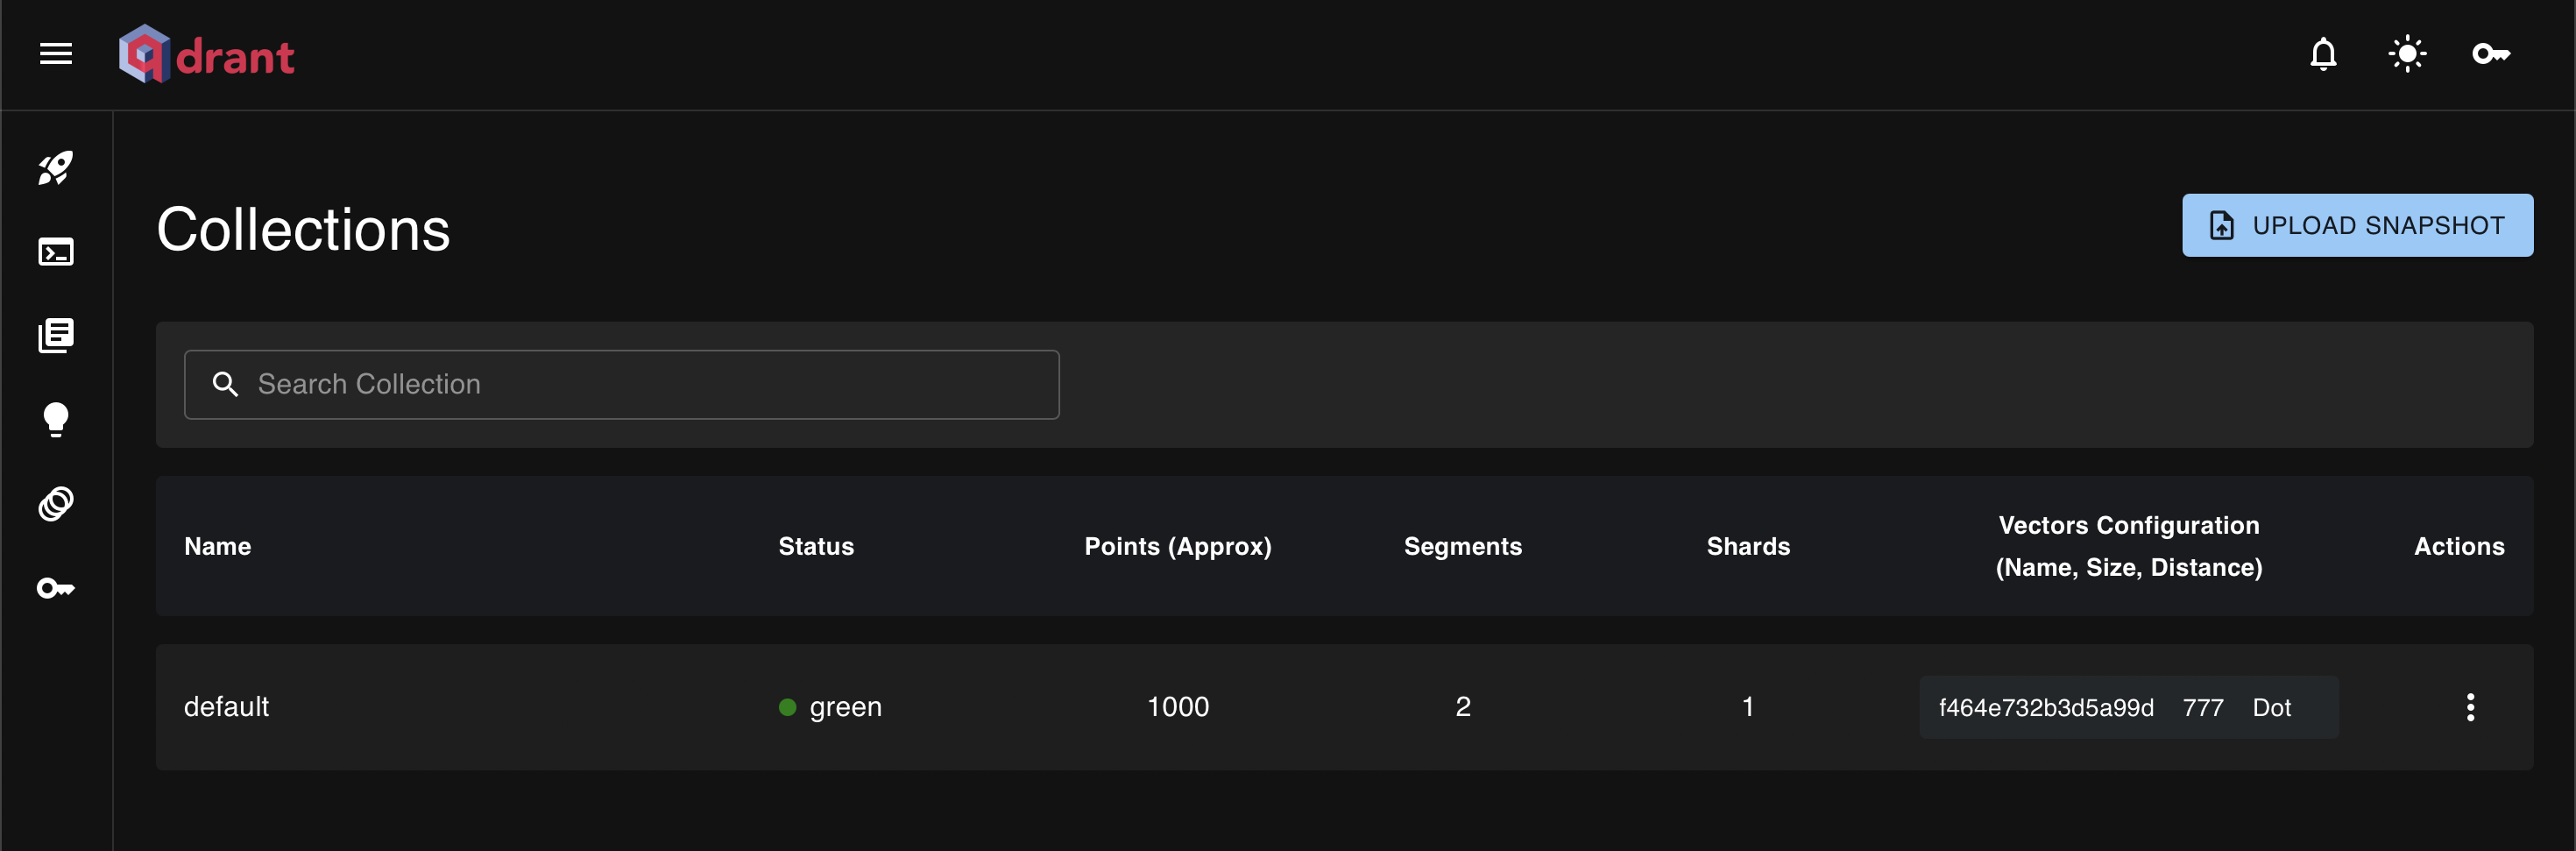 qdrant
Collections
UPLOAD SNAPSHOT
Search Collection
Name Status Points (Approx) Segments Shards Vectors Configuration (Name, Size, Distance) Actions
default green 1000 2 1 f464e732b3d5a99d 777 Dot